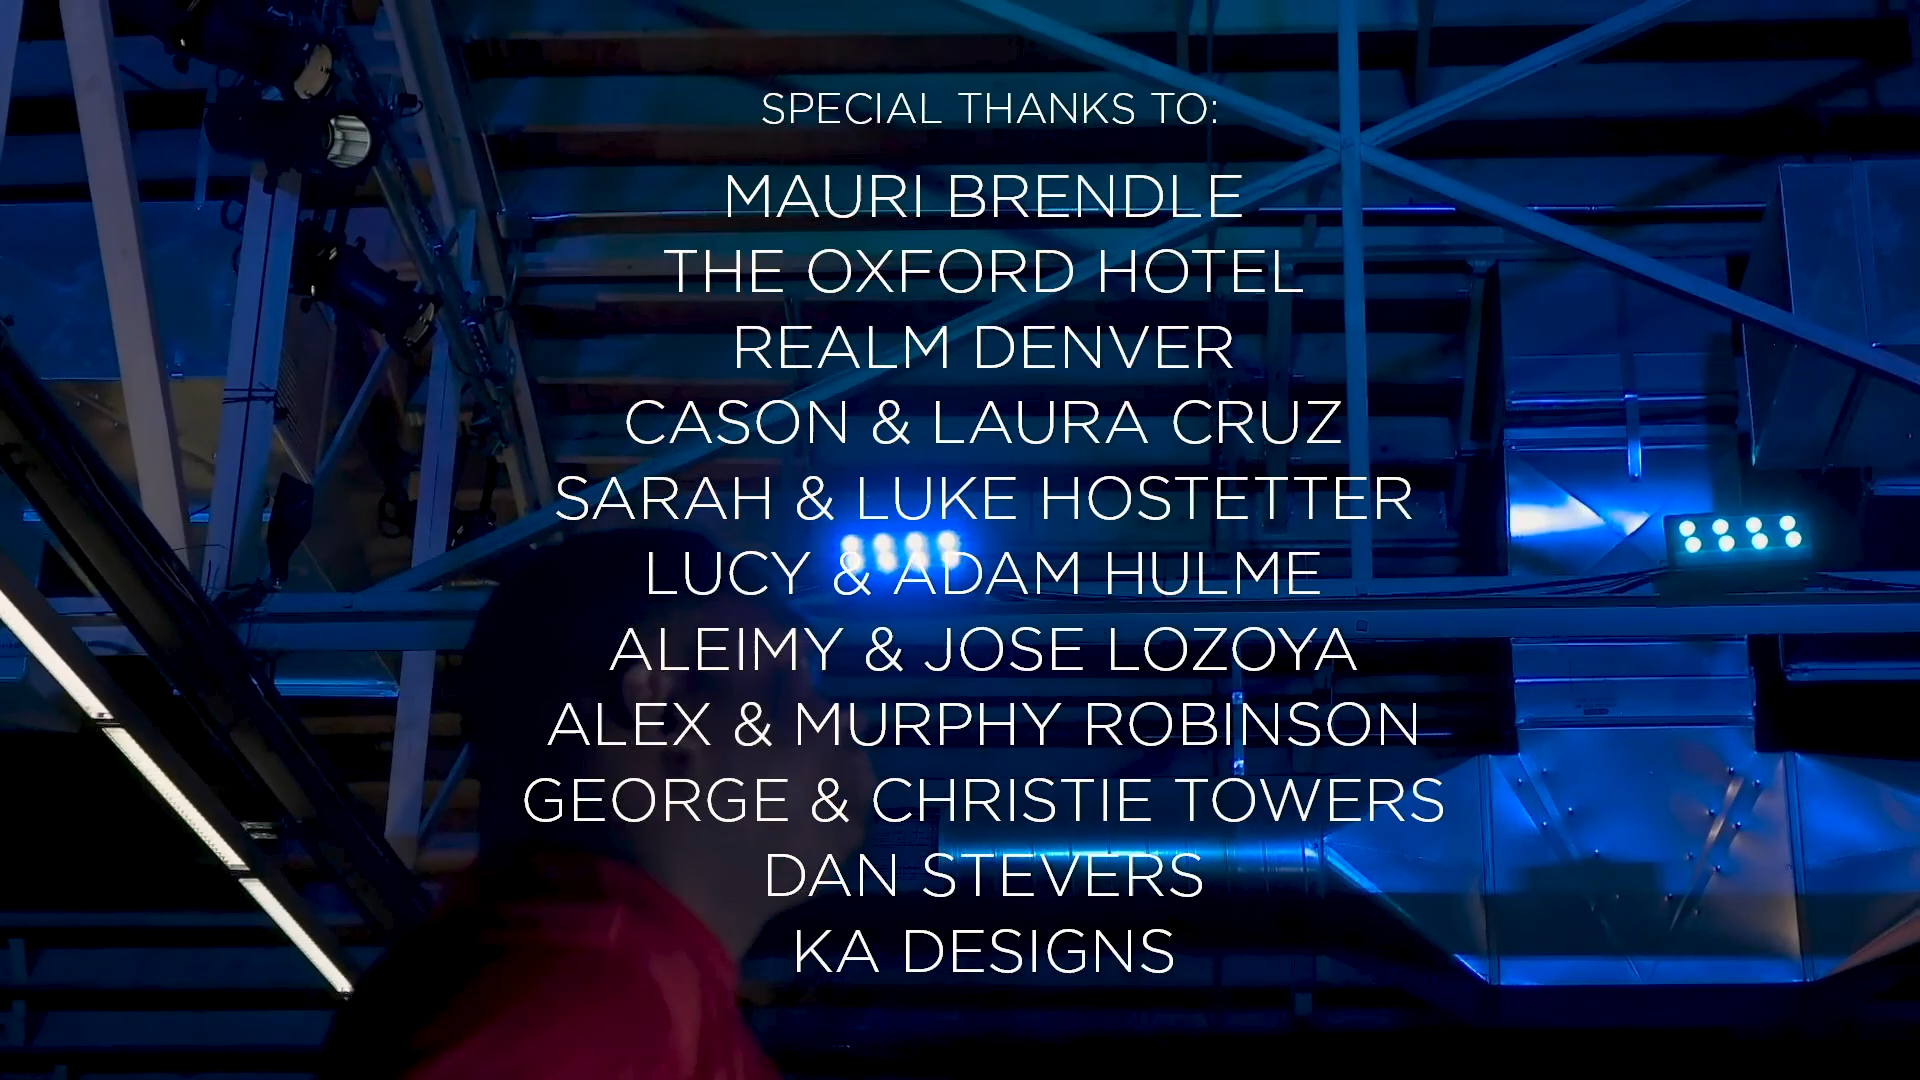 SPECIAL THANKS TO:
MAURI BRENDLE
THE OXFORD HOTEL
REALM DENVER
CASON & LAURA CRUZ
SARAH & LUKE HOSTETTER
LUCY & ADAM HULME
ALEIMY & JOSE LOZOYA
ALEX & MURPHY ROBINSON
GEORGE & CHRISTIE TOWERS
DAN STEVERS
KA DESIGNS